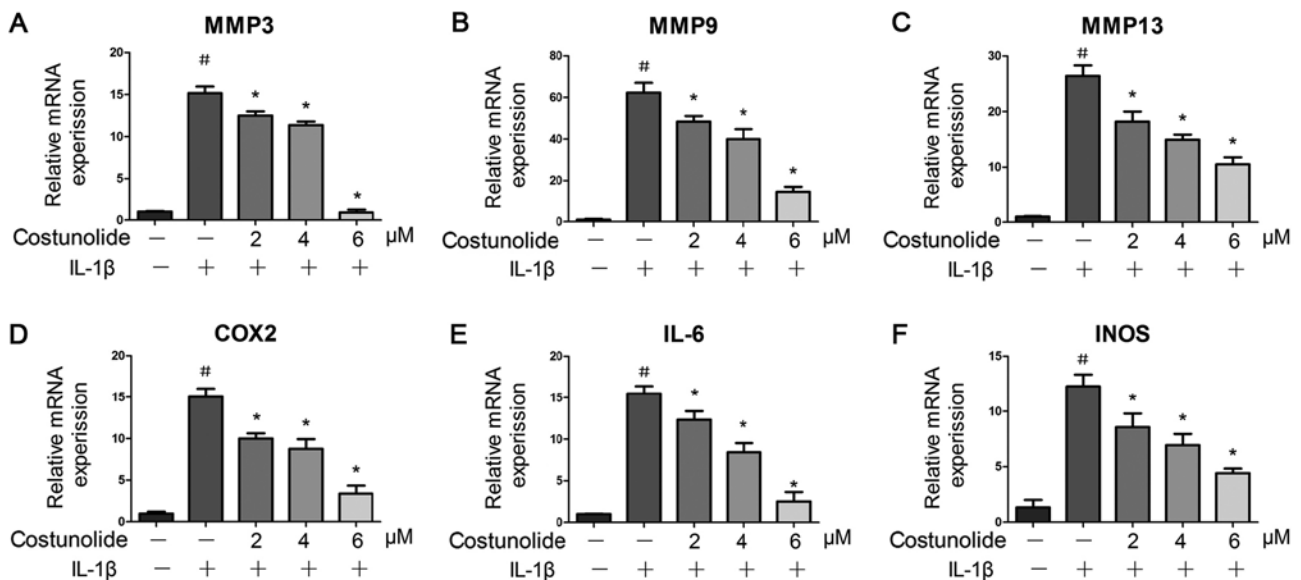 A MMP3
Relative mRNA
experission
20
15
10
5
0
#
*
*
*
Costunolide — — 2 4 6 µM
IL-1β — + + + +
B MMP9
Relative mRNA
experission
80
60
40
20
0
#
*
*
*
Costunolide — — 2 4 6 µM
IL-1β — + + + +
C MMP13
Relative mRNA
experission
30
20
10
0
#
*
*
*
Costunolide — — 2 4 6 µM
IL-1β — + + + +
D COX2
Relative mRNA
experission
20
15
10
5
0
#
*
*
*
Costunolide — — 2 4 6 µM
IL-1β — + + + +
E IL-6
Relative mRNA
experission
20
15
10
5
0
#
*
*
*
Costunolide — — 2 4 6 µM
IL-1β — + + + +
F INOS
Relative mRNA
experission
15
10
5
0
#
*
*
*
Costunolide — — 2 4 6 µM
IL-1β — + + + +